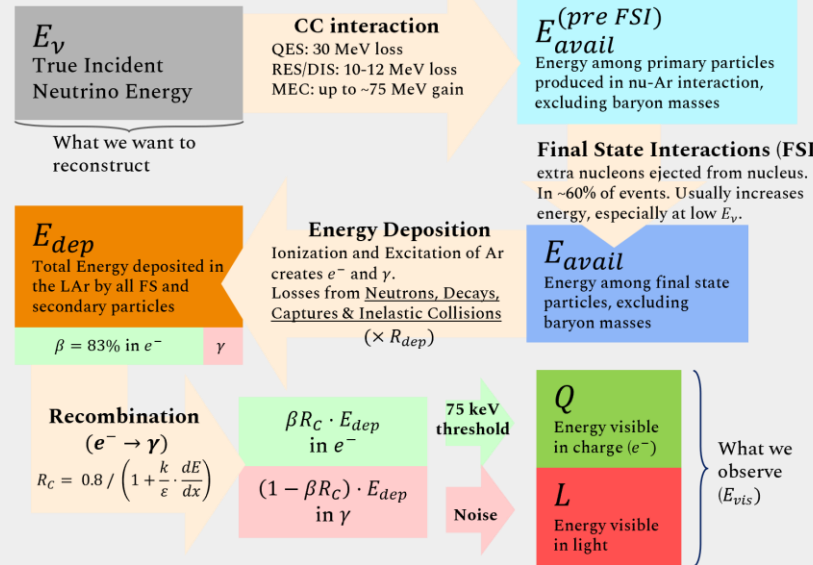 E_ν
True Incident
Neutrino Energy
What we want to
reconstruct
CC interaction
QES: 30 MeV loss
RES/DIS: 10-12 MeV loss
MEC: up to ~75 MeV gain
E_avail^(pre FSI)
Energy among primary particles
produced in nu-Ar interaction,
excluding baryon masses
Final State Interactions (FSI
extra nucleons ejected from nucleus.
In ~60% of events. Usually increases
energy, especially at low E_ν.
E_avail
Energy among final state
particles, excluding
baryon masses
Energy Deposition
Ionization and Excitation of Ar
creates e⁻ and γ.
Losses from Neutrons, Decays,
Captures & Inelastic Collisions
(× R_dep)
E_dep
Total Energy deposited in
the LAr by all FS and
secondary particles
β = 83% in e⁻
γ
Recombination
(e⁻ → γ)
R_C = 0.8 / (1 + k/ε · dE/dx)
βR_C · E_dep
in e⁻
(1 − βR_C) · E_dep
in γ
75 keV
threshold
Noise
Q
Energy visible
in charge (e⁻)
L
Energy visible
in light
What we
observe
(E_vis)